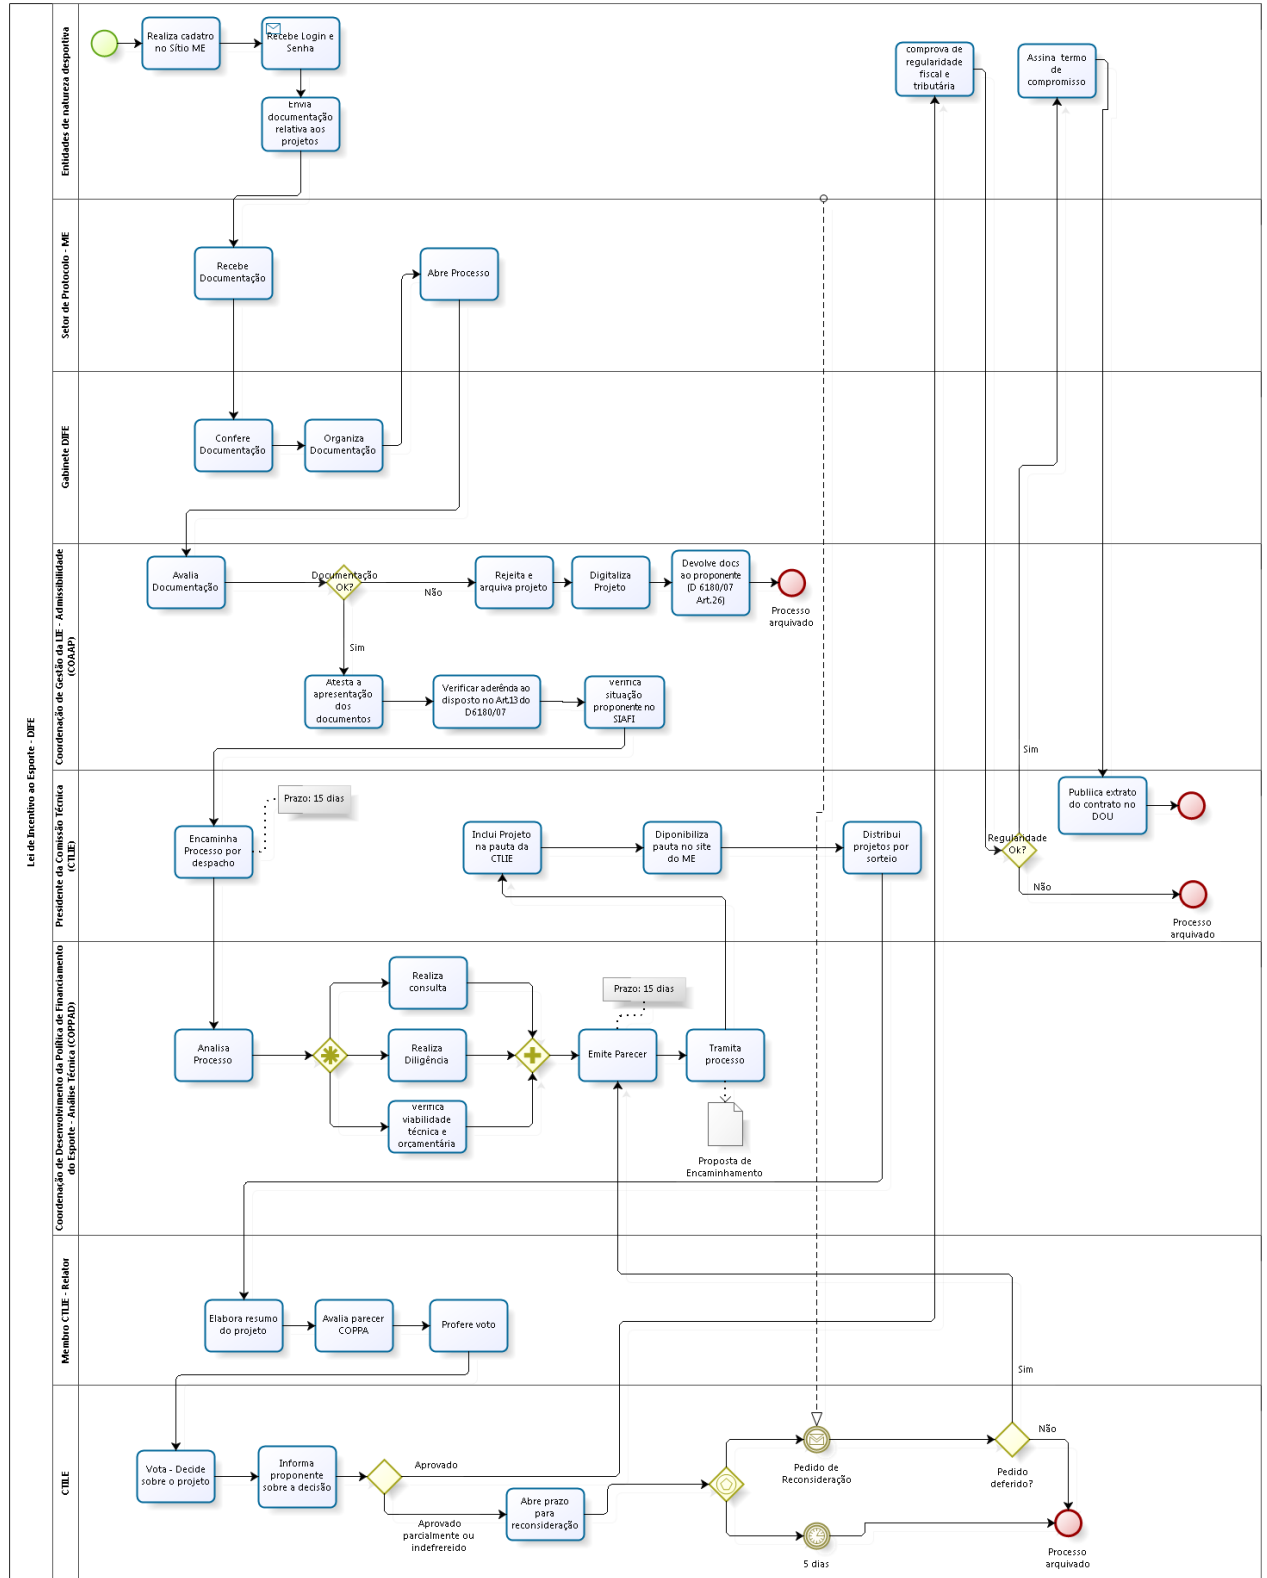 Lei de Incentivo ao Esporte - DIFE
Entidades de natureza desportiva
Realiza cadatro
no Sítio ME
Recebe Login e
Senha
Envia
documentação
relativa aos
projetos
comprova de
regularidade
fiscal e
tributária
Assina termo
de
compromisso
Setor de Protocolo - ME
Recebe
Documentação
Abre Processo
Gabinete DIFE
Confere
Documentação
Organiza
Documentação
Coordenação de Gestão da LIE - Admissibilidade
(COAAP)
Avalia
Documentação
Documentação
OK?
Não
Rejeita e
arquiva projeto
Digitaliza
Projeto
Devolve docs
ao proponente
(D 6180/07
Art.26)
Processo
arquivado
Sim
Atesta a
apresentação
dos
documentos
Verificar aderência ao
disposto no Art.13 do
D6180/07
Verifica
situação
proponente no
SIAFI
Sim
Presidente da Comissão Técnica
(CTLIE)
Prazo: 15 dias
Encaminha
Processo por
despacho
Inclui Projeto
na pauta da
CTLIE
Diponibiliza
pauta no site
do ME
Distribui
projetos por
sorteio
Publiica extrato
do contrato no
DOU
Regularidade
Ok?
Não
Processo
arquivado
Coordenação de Desenvolvimento da Política de Financiamento
do Esporte - Análise Técnica (COPPAD)
Analisa
Processo
Realiza
consulta
Realiza
Diligência
Verifica
viabilidade
técnica e
orçamentária
Prazo: 15 dias
Emite Parecer
Tramita
processo
Proposta de
Encaminhamento
Membro CTLIE - Relator
Elabora resumo
do projeto
Avalia parecer
COPPA
Profere voto
Sim
CTILE
Vota - Decide
sobre o projeto
Informa
proponente
sobre a decisão
Aprovado
Aprovado
parcialmente ou
indefrereido
Abre prazo
para
reconsideração
Pedido de
Reconsideração
5 dias
Não
Pedido
deferido?
Processo
arquivado